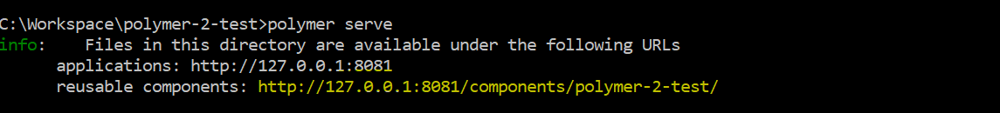 C:\Workspace\polymer-2-test>polymer serve
info:    Files in this directory are available under the following URLs
      applications: http://127.0.0.1:8081
      reusable components: http://127.0.0.1:8081/components/polymer-2-test/